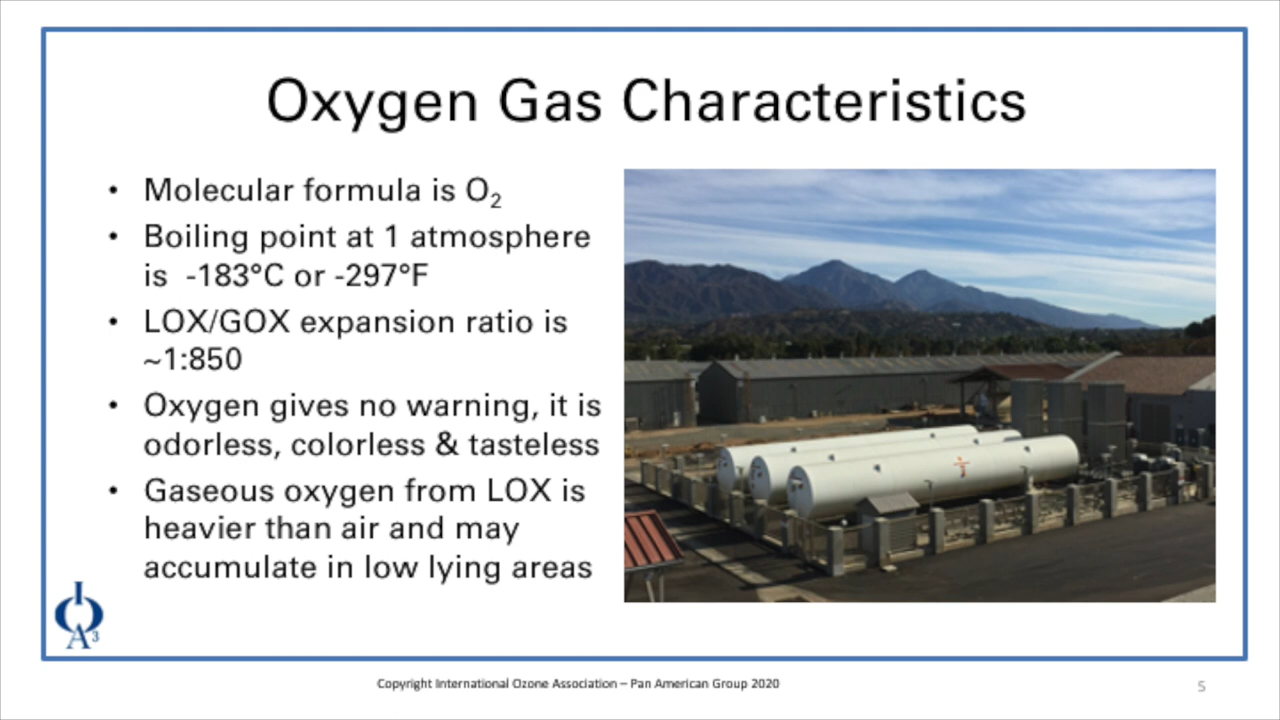 Oxygen Gas Characteristics
• Molecular formula is O₂
• Boiling point at 1 atmosphere
is -183°C or -297°F
• LOX/GOX expansion ratio is
~1:850
• Oxygen gives no warning, it is
odorless, colorless & tasteless
• Gaseous oxygen from LOX is
heavier than air and may
accumulate in low lying areas
IOA3
Copyright International Ozone Association – Pan American Group 2020
5